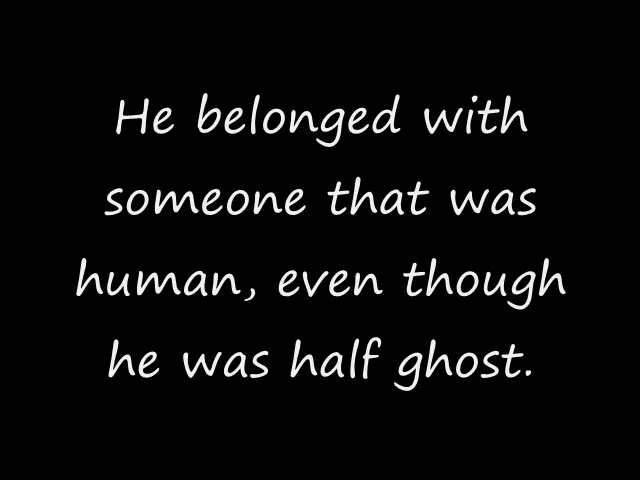 He belonged with
someone that was
human, even though
he was half ghost.